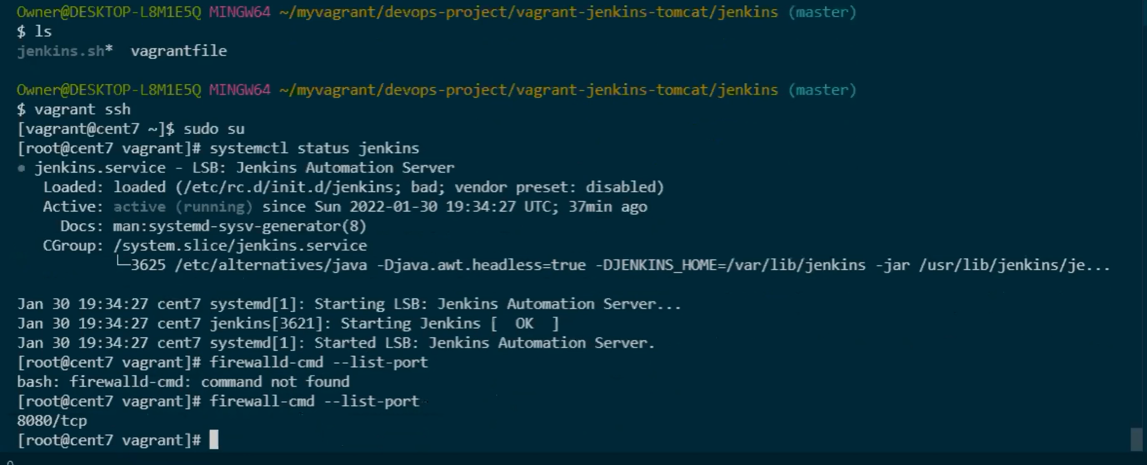 Owner@DESKTOP-L8M1E5Q MINGW64 ~/myvagrant/devops-project/vagrant-jenkins-tomcat/jenkins (master)
$ ls
jenkins.sh*  vagrantfile
Owner@DESKTOP-L8M1E5Q MINGW64 ~/myvagrant/devops-project/vagrant-jenkins-tomcat/jenkins (master)
$ vagrant ssh
[vagrant@cent7 ~]$ sudo su
[root@cent7 vagrant]# systemctl status jenkins
● jenkins.service - LSB: Jenkins Automation Server
   Loaded: loaded (/etc/rc.d/init.d/jenkins; bad; vendor preset: disabled)
   Active: active (running) since Sun 2022-01-30 19:34:27 UTC; 37min ago
     Docs: man:systemd-sysv-generator(8)
   CGroup: /system.slice/jenkins.service
           └─3625 /etc/alternatives/java -Djava.awt.headless=true -DJENKINS_HOME=/var/lib/jenkins -jar /usr/lib/jenkins/je...
Jan 30 19:34:27 cent7 systemd[1]: Starting LSB: Jenkins Automation Server...
Jan 30 19:34:27 cent7 jenkins[3621]: Starting Jenkins [  OK  ]
Jan 30 19:34:27 cent7 systemd[1]: Started LSB: Jenkins Automation Server.
[root@cent7 vagrant]# firewalld-cmd --list-port
bash: firewalld-cmd: command not found
[root@cent7 vagrant]# firewall-cmd --list-port
8080/tcp
[root@cent7 vagrant]#